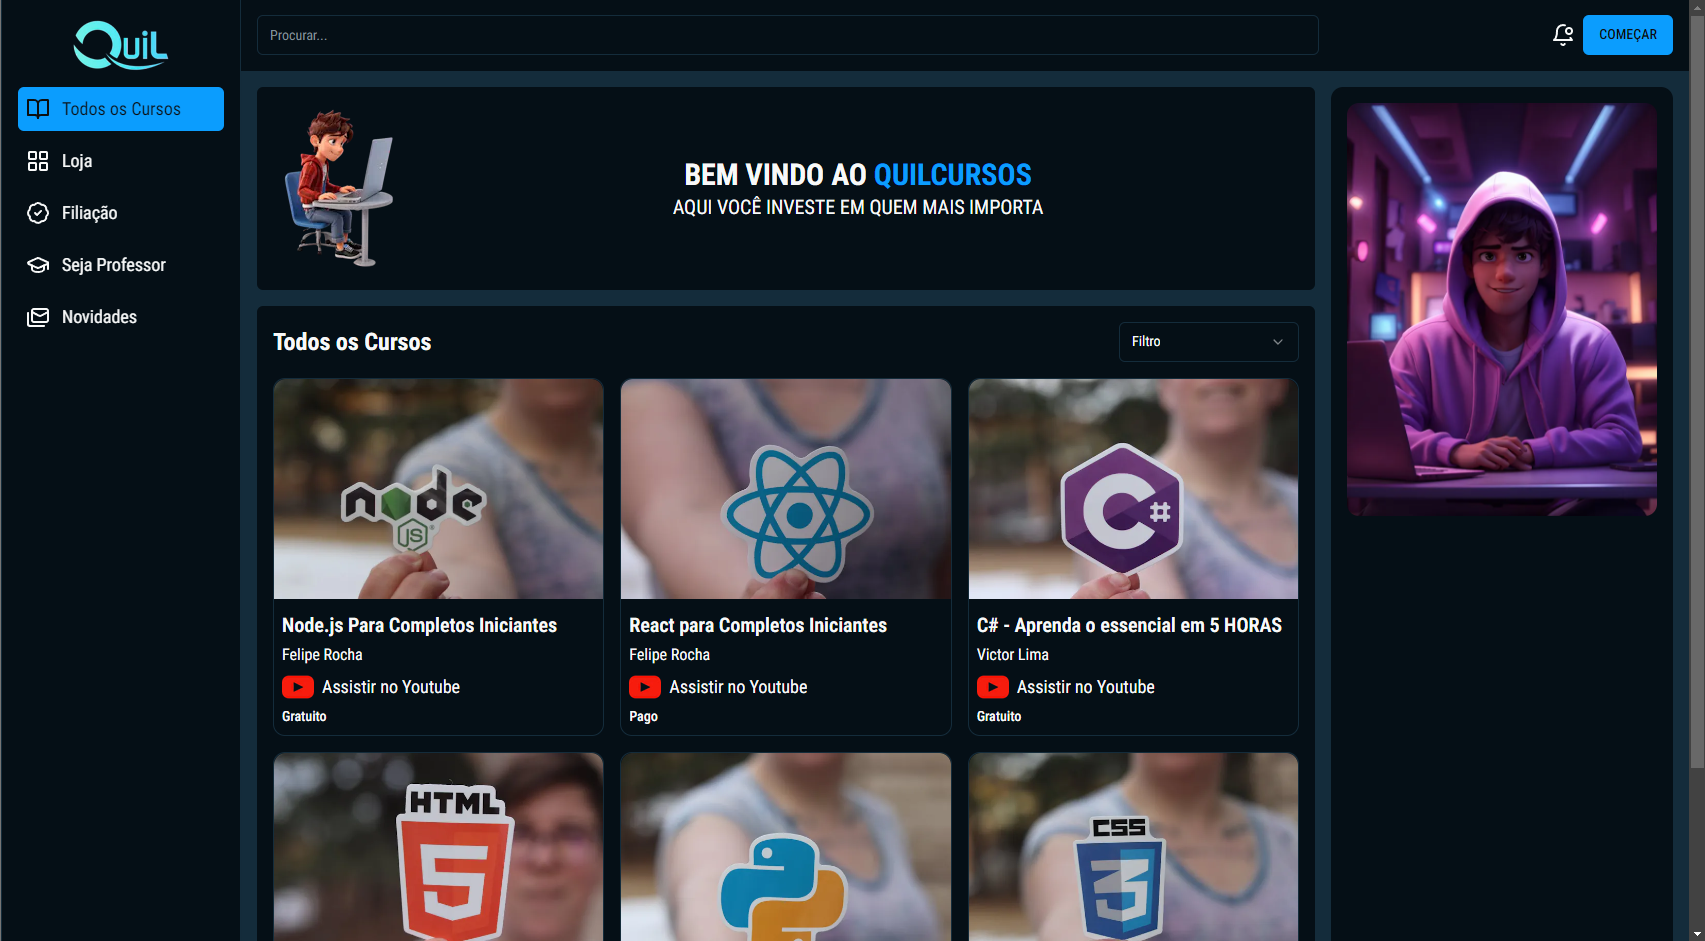 Quil
Procurar...
COMEÇAR
Todos os Cursos
Loja
Filiação
Seja Professor
Novidades
BEM VINDO AO QUILCURSOS
AQUI VOCÊ INVESTE EM QUEM MAIS IMPORTA
Todos os Cursos
Filtro
node
JS
C#
Node.js Para Completos Iniciantes
Felipe Rocha
Assistir no Youtube
Gratuito
React para Completos Iniciantes
Felipe Rocha
Assistir no Youtube
Pago
C# - Aprenda o essencial em 5 HORAS
Victor Lima
Assistir no Youtube
Gratuito
HTML
5
CSS
3